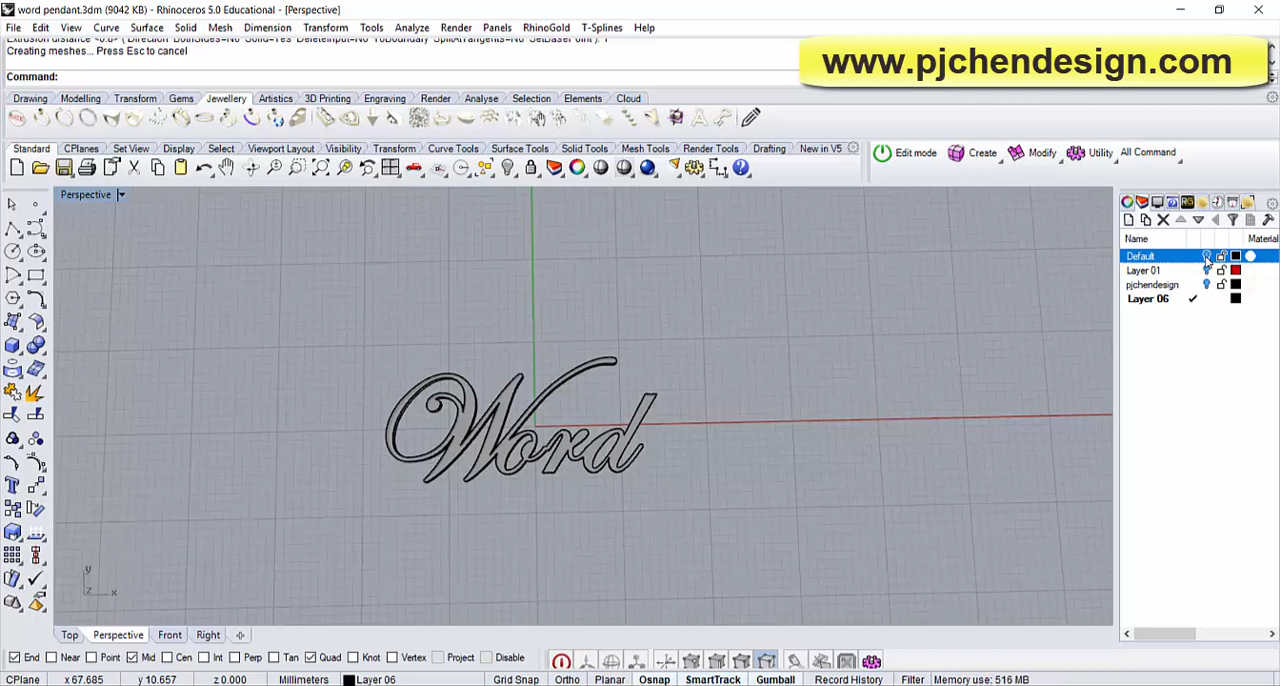 word pendant.3dm (9042 KB) - Rhinoceros 5.0 Educational - [Perspective]
File Edit View Curve Surface Solid Mesh Dimension Transform Tools Analyze Render Panels RhinoGold T-Splines Help
Creating meshes... Press Esc to cancel
www.pjchendesign.com
Command:
Drawing Modelling Transform Gems Jewellery Artistics 3D Printing Engraving Render Analyse Selection Elements Cloud
Standard CPlanes Set View Display Select Viewport Layout Visibility Transform Curve Tools Surface Tools Solid Tools Mesh Tools Render Tools Drafting New in V5
Edit mode Create Modify Utility All Command
Perspective
Name Material
Default
Layer 01
pjchendesign
Layer 06
Word
y
z x
Top Perspective Front Right
End Near Point Mid Cen Int Perp Tan Quad Knot Vertex Project Disable
CPlane x 67.685 y 10.657 z 0.000 Millimeters Layer 06 Grid Snap Ortho Planar Osnap SmartTrack Gumball Record History Filter Memory use: 516 MB